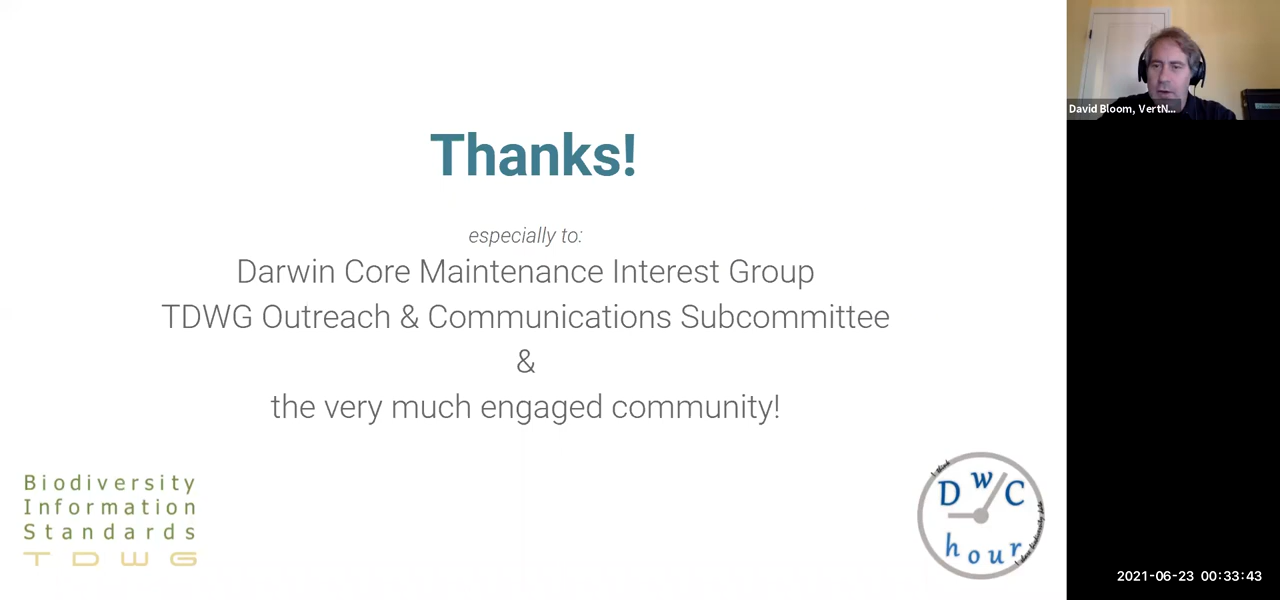 Thanks!
especially to:
Darwin Core Maintenance Interest Group
TDWG Outreach & Communications Subcommittee
&
the very much engaged community!
Biodiversity
Information
Standards
TDWG
I think
DwC
hour
David Bloom, VertN...
2021-06-23 00:33:43